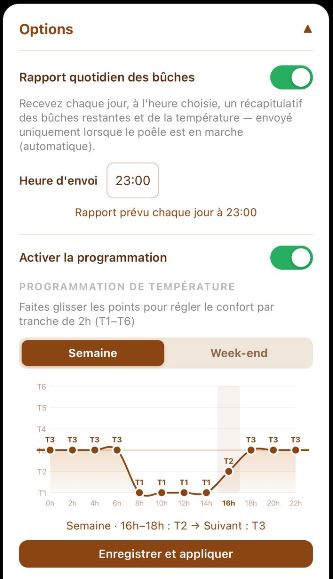 Options ▲
Rapport quotidien des bûches
Recevez chaque jour, à l'heure choisie, un récapitulatif
des bûches restantes et de la température — envoyé
uniquement lorsque le poêle est en marche
(automatique).
Heure d'envoi 23:00
Rapport prévu chaque jour à 23:00
Activer la programmation
PROGRAMMATION DE TEMPÉRATURE
Faites glisser les points pour régler le confort par
tranche de 2h (T1–T6)
Semaine Week-end
T6
T5
T4
T3 T3 T3 T3 T3 T3 T3
T2 T2
T1 T1 T1 T1 T1
0h 2h 4h 6h 8h 10h 12h 14h 16h 18h 20h 22h
Semaine · 16h–18h : T2 → Suivant : T3
Enregistrer et appliquer